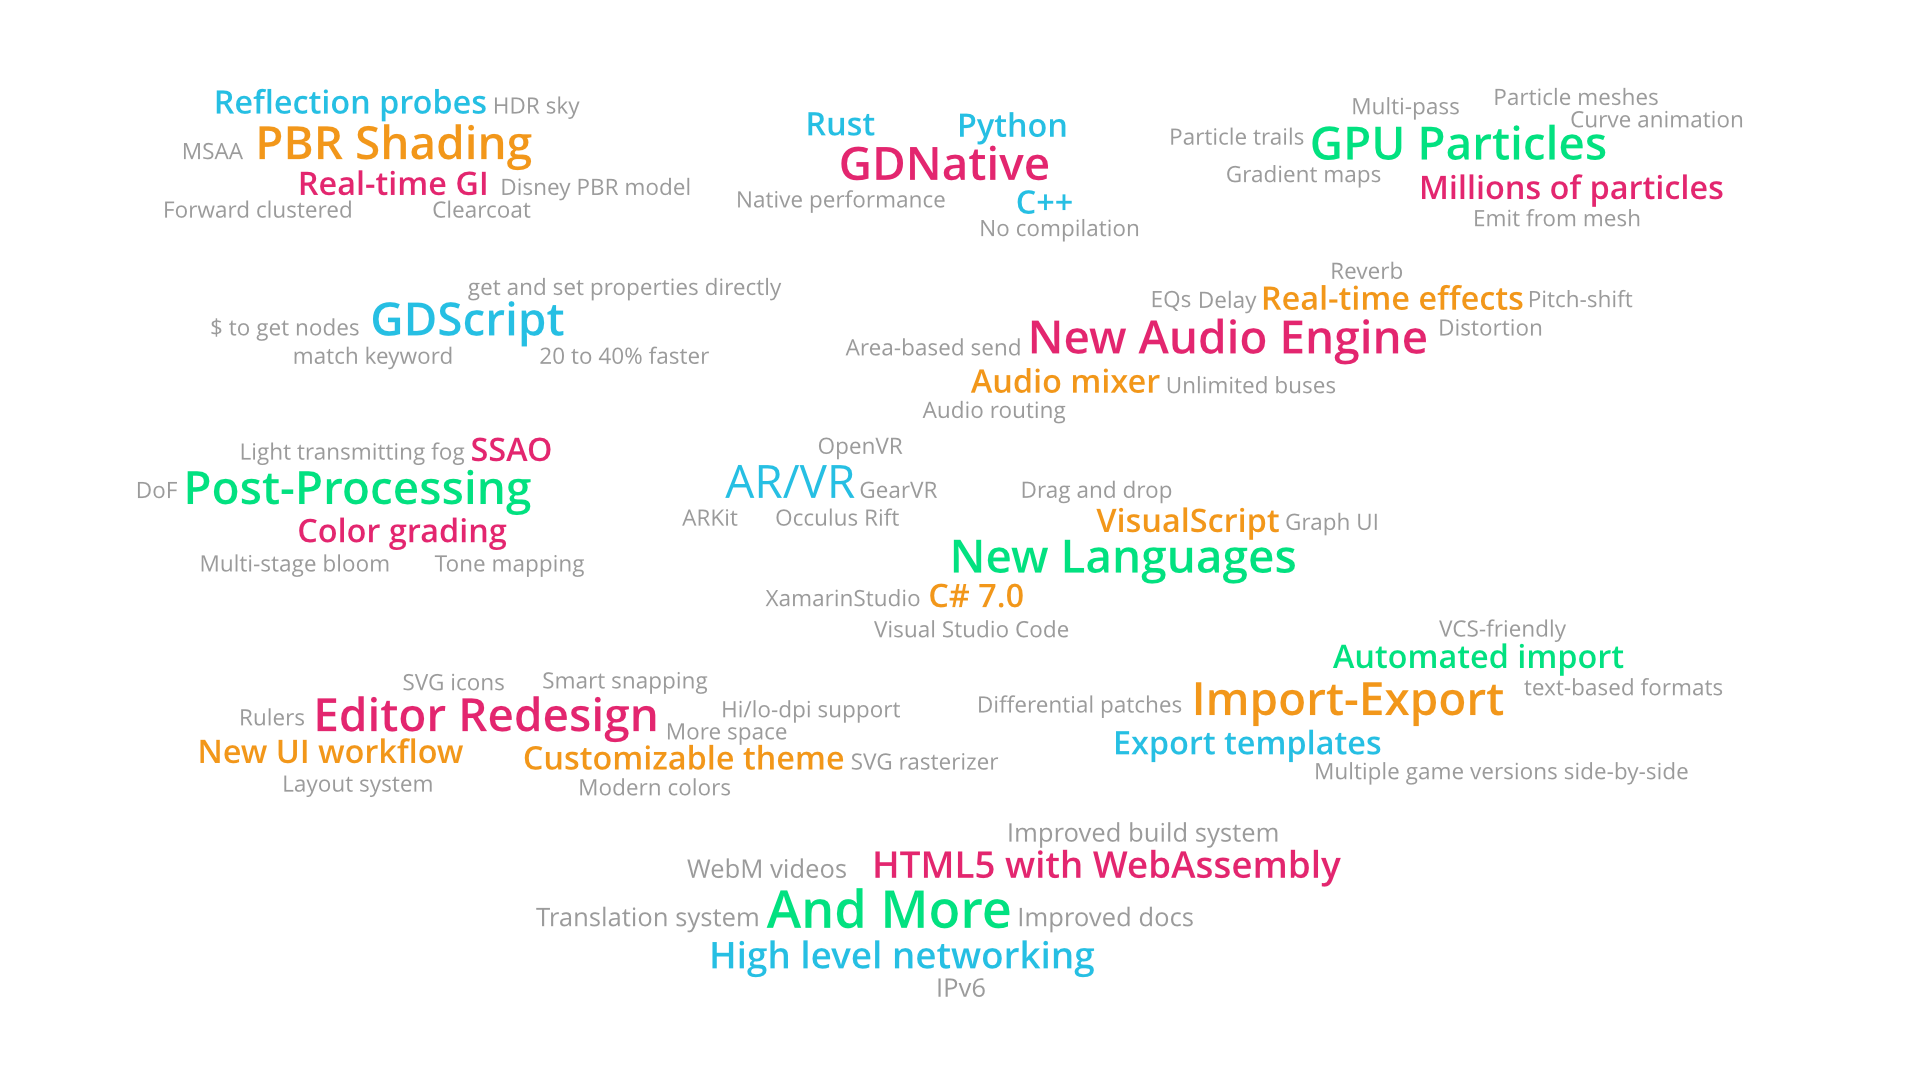 Reflection probes HDR sky
MSAA PBR Shading
Real-time GI Disney PBR model
Forward clustered Clearcoat
Rust Python
GDNative
Native performance C++
No compilation
Multi-pass Particle meshes
Curve animation
Particle trails GPU Particles
Gradient maps Millions of particles
Emit from mesh
get and set properties directly
$ to get nodes GDScript
match keyword 20 to 40% faster
Reverb
EQs Delay Real-time effects Pitch-shift
Area-based send New Audio Engine Distortion
Audio mixer Unlimited buses
Audio routing
Light transmitting fog SSAO
DoF Post-Processing
Color grading
Multi-stage bloom Tone mapping
OpenVR
AR/VR GearVR
ARKit Occulus Rift
Drag and drop
VisualScript Graph UI
New Languages
XamarinStudio C# 7.0
Visual Studio Code
SVG icons Smart snapping
Rulers Editor Redesign Hi/lo-dpi support
More space
New UI workflow Customizable theme SVG rasterizer
Layout system Modern colors
VCS-friendly
Automated import
Differential patches Import-Export text-based formats
Export templates
Multiple game versions side-by-side
Improved build system
WebM videos HTML5 with WebAssembly
Translation system And More Improved docs
High level networking
IPv6